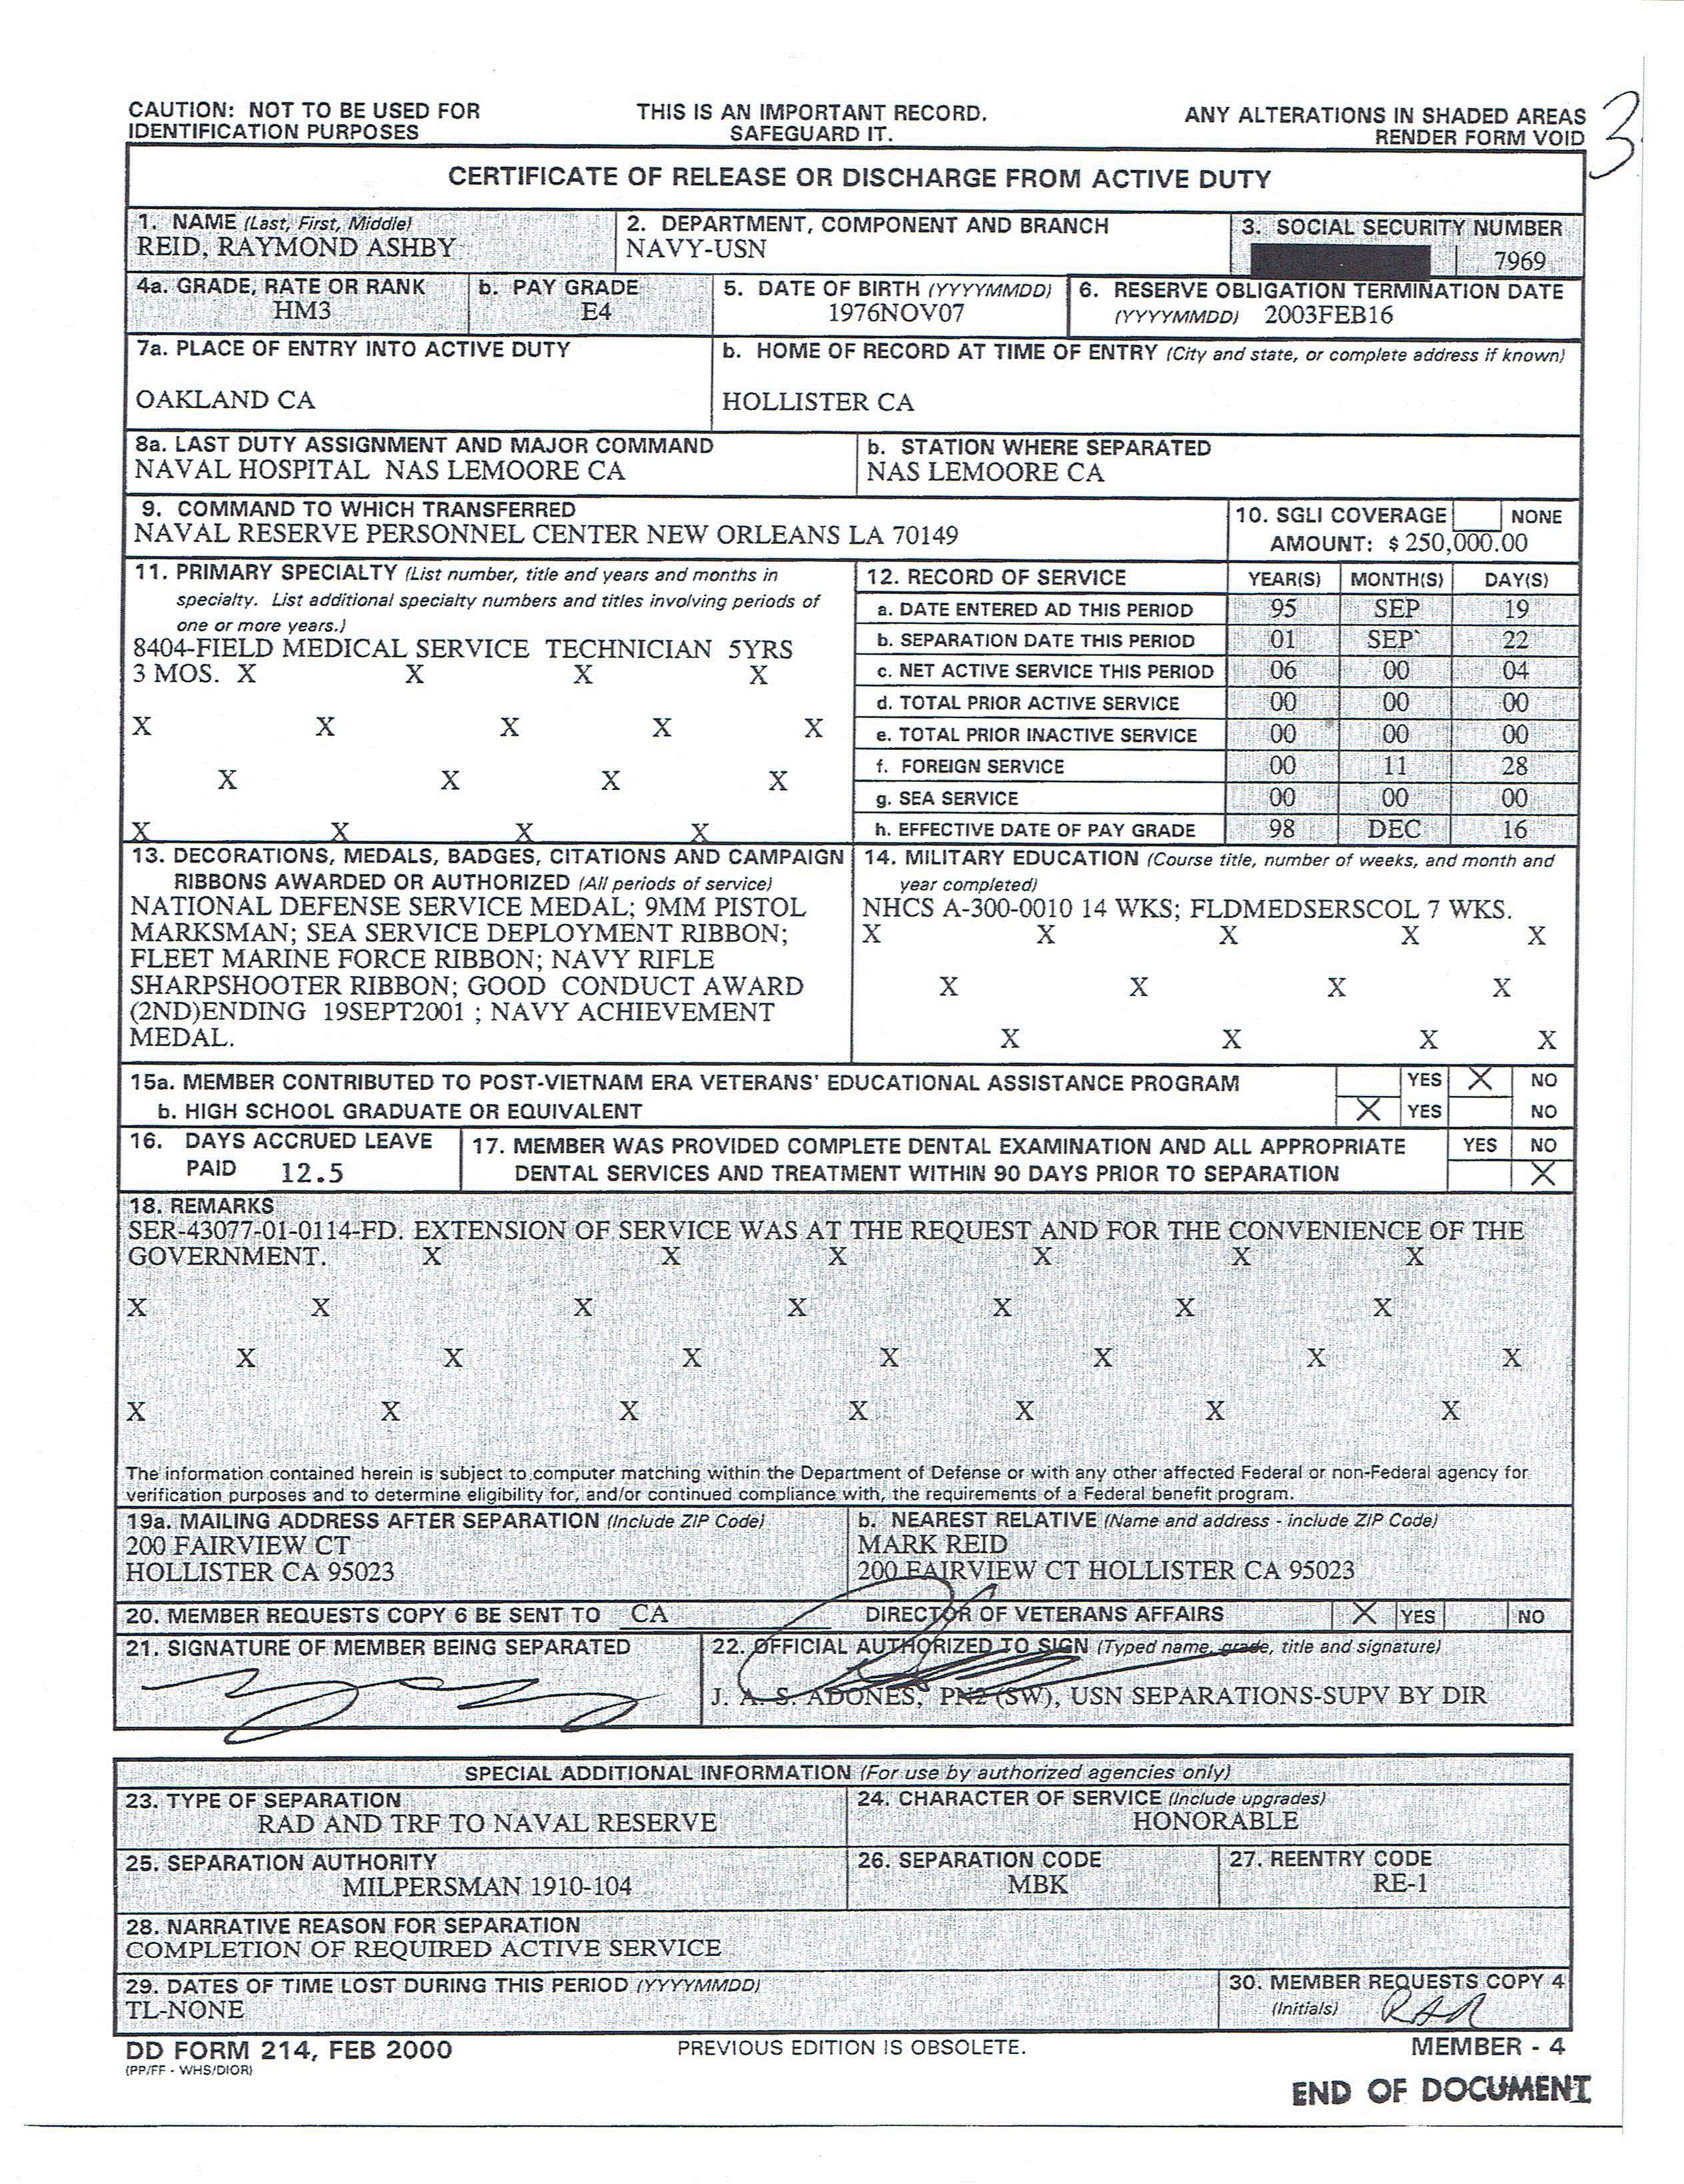 CAUTION: NOT TO BE USED FOR IDENTIFICATION PURPOSES
THIS IS AN IMPORTANT RECORD. SAFEGUARD IT.
ANY ALTERATIONS IN SHADED AREAS RENDER FORM VOID
3
CERTIFICATE OF RELEASE OR DISCHARGE FROM ACTIVE DUTY
1. NAME (Last, First, Middle)
REID, RAYMOND ASHBY
2. DEPARTMENT, COMPONENT AND BRANCH
NAVY-USN
3. SOCIAL SECURITY NUMBER
7969
4a. GRADE, RATE OR RANK
HM3
b. PAY GRADE
E4
5. DATE OF BIRTH (YYYYMMDD)
1976NOV07
6. RESERVE OBLIGATION TERMINATION DATE
(YYYYMMDD) 2003FEB16
7a. PLACE OF ENTRY INTO ACTIVE DUTY
OAKLAND CA
b. HOME OF RECORD AT TIME OF ENTRY (City and state, or complete address if known)
HOLLISTER CA
8a. LAST DUTY ASSIGNMENT AND MAJOR COMMAND
NAVAL HOSPITAL NAS LEMOORE CA
b. STATION WHERE SEPARATED
NAS LEMOORE CA
9. COMMAND TO WHICH TRANSFERRED
NAVAL RESERVE PERSONNEL CENTER NEW ORLEANS LA 70149
10. SGLI COVERAGE NONE
AMOUNT: $ 250,000.00
11. PRIMARY SPECIALTY (List number, title and years and months in
specialty. List additional specialty numbers and titles involving periods of
one or more years.)
8404-FIELD MEDICAL SERVICE TECHNICIAN 5YRS
3 MOS. X X X X
X X X X X
X X X X
X X X X
12. RECORD OF SERVICE YEAR(S) MONTH(S) DAY(S)
a. DATE ENTERED AD THIS PERIOD 95 SEP 19
b. SEPARATION DATE THIS PERIOD 01 SEP 22
c. NET ACTIVE SERVICE THIS PERIOD 06 00 04
d. TOTAL PRIOR ACTIVE SERVICE 00 00 00
e. TOTAL PRIOR INACTIVE SERVICE 00 00 00
f. FOREIGN SERVICE 00 11 28
g. SEA SERVICE 00 00 00
h. EFFECTIVE DATE OF PAY GRADE 98 DEC 16
13. DECORATIONS, MEDALS, BADGES, CITATIONS AND CAMPAIGN
RIBBONS AWARDED OR AUTHORIZED (All periods of service)
NATIONAL DEFENSE SERVICE MEDAL; 9MM PISTOL
MARKSMAN; SEA SERVICE DEPLOYMENT RIBBON;
FLEET MARINE FORCE RIBBON; NAVY RIFLE
SHARPSHOOTER RIBBON; GOOD CONDUCT AWARD
(2ND)ENDING 19SEPT2001 ; NAVY ACHIEVEMENT
MEDAL.
14. MILITARY EDUCATION (Course title, number of weeks, and month and
year completed)
NHCS A-300-0010 14 WKS; FLDMEDSERSCOL 7 WKS.
X X X X X
X X X X
X X X X
15a. MEMBER CONTRIBUTED TO POST-VIETNAM ERA VETERANS' EDUCATIONAL ASSISTANCE PROGRAM YES X NO
b. HIGH SCHOOL GRADUATE OR EQUIVALENT X YES NO
16. DAYS ACCRUED LEAVE
PAID 12.5
17. MEMBER WAS PROVIDED COMPLETE DENTAL EXAMINATION AND ALL APPROPRIATE YES NO
DENTAL SERVICES AND TREATMENT WITHIN 90 DAYS PRIOR TO SEPARATION X
18. REMARKS
SER-43077-01-0114-FD. EXTENSION OF SERVICE WAS AT THE REQUEST AND FOR THE CONVENIENCE OF THE
GOVERNMENT. X X X X X X
X X X X X X X
X X X X X X X
X X X X X X X
The information contained herein is subject to computer matching within the Department of Defense or with any other affected Federal or non-Federal agency for
verification purposes and to determine eligibility for, and/or continued compliance with, the requirements of a Federal benefit program.
19a. MAILING ADDRESS AFTER SEPARATION (Include ZIP Code)
200 FAIRVIEW CT
HOLLISTER CA 95023
b. NEAREST RELATIVE (Name and address - include ZIP Code)
MARK REID
200 FAIRVIEW CT HOLLISTER CA 95023
20. MEMBER REQUESTS COPY 6 BE SENT TO CA DIRECTOR OF VETERANS AFFAIRS X YES NO
21. SIGNATURE OF MEMBER BEING SEPARATED
22. OFFICIAL AUTHORIZED TO SIGN (Typed name, grade, title and signature)
J. A. S. ADONES, PN2 (SW), USN SEPARATIONS-SUPV BY DIR
SPECIAL ADDITIONAL INFORMATION (For use by authorized agencies only)
23. TYPE OF SEPARATION
RAD AND TRF TO NAVAL RESERVE
24. CHARACTER OF SERVICE (Include upgrades)
HONORABLE
25. SEPARATION AUTHORITY
MILPERSMAN 1910-104
26. SEPARATION CODE
MBK
27. REENTRY CODE
RE-1
28. NARRATIVE REASON FOR SEPARATION
COMPLETION OF REQUIRED ACTIVE SERVICE
29. DATES OF TIME LOST DURING THIS PERIOD (YYYYMMDD)
TL-NONE
30. MEMBER REQUESTS COPY 4
(Initials) RAR
DD FORM 214, FEB 2000
(PP/FF - WHS/DIOR)
PREVIOUS EDITION IS OBSOLETE.
MEMBER - 4
END OF DOCUMENT